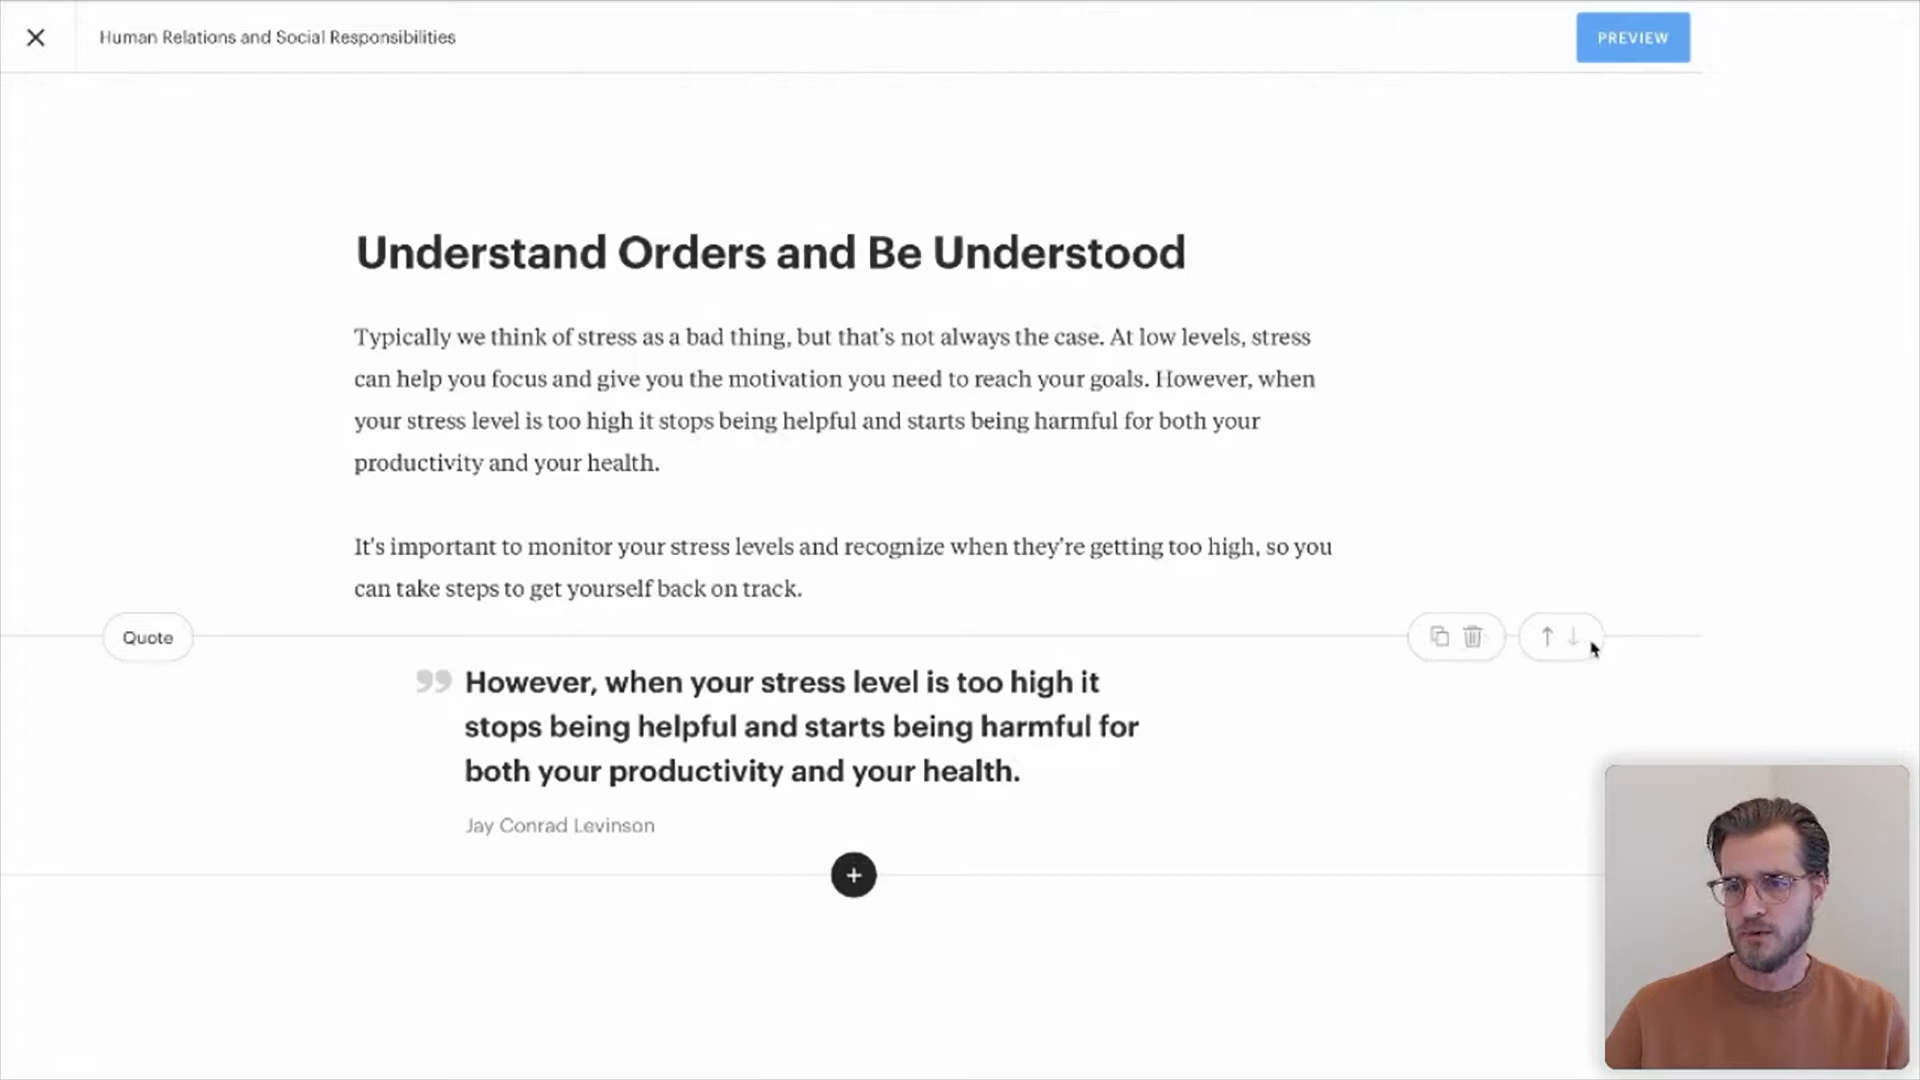 Human Relations and Social Responsibilities
PREVIEW
Understand Orders and Be Understood
Typically we think of stress as a bad thing, but that's not always the case. At low levels, stress
can help you focus and give you the motivation you need to reach your goals. However, when
your stress level is too high it stops being helpful and starts being harmful for both your
productivity and your health.
It's important to monitor your stress levels and recognize when they're getting too high, so you
can take steps to get yourself back on track.
Quote
However, when your stress level is too high it
stops being helpful and starts being harmful for
both your productivity and your health.
Jay Conrad Levinson